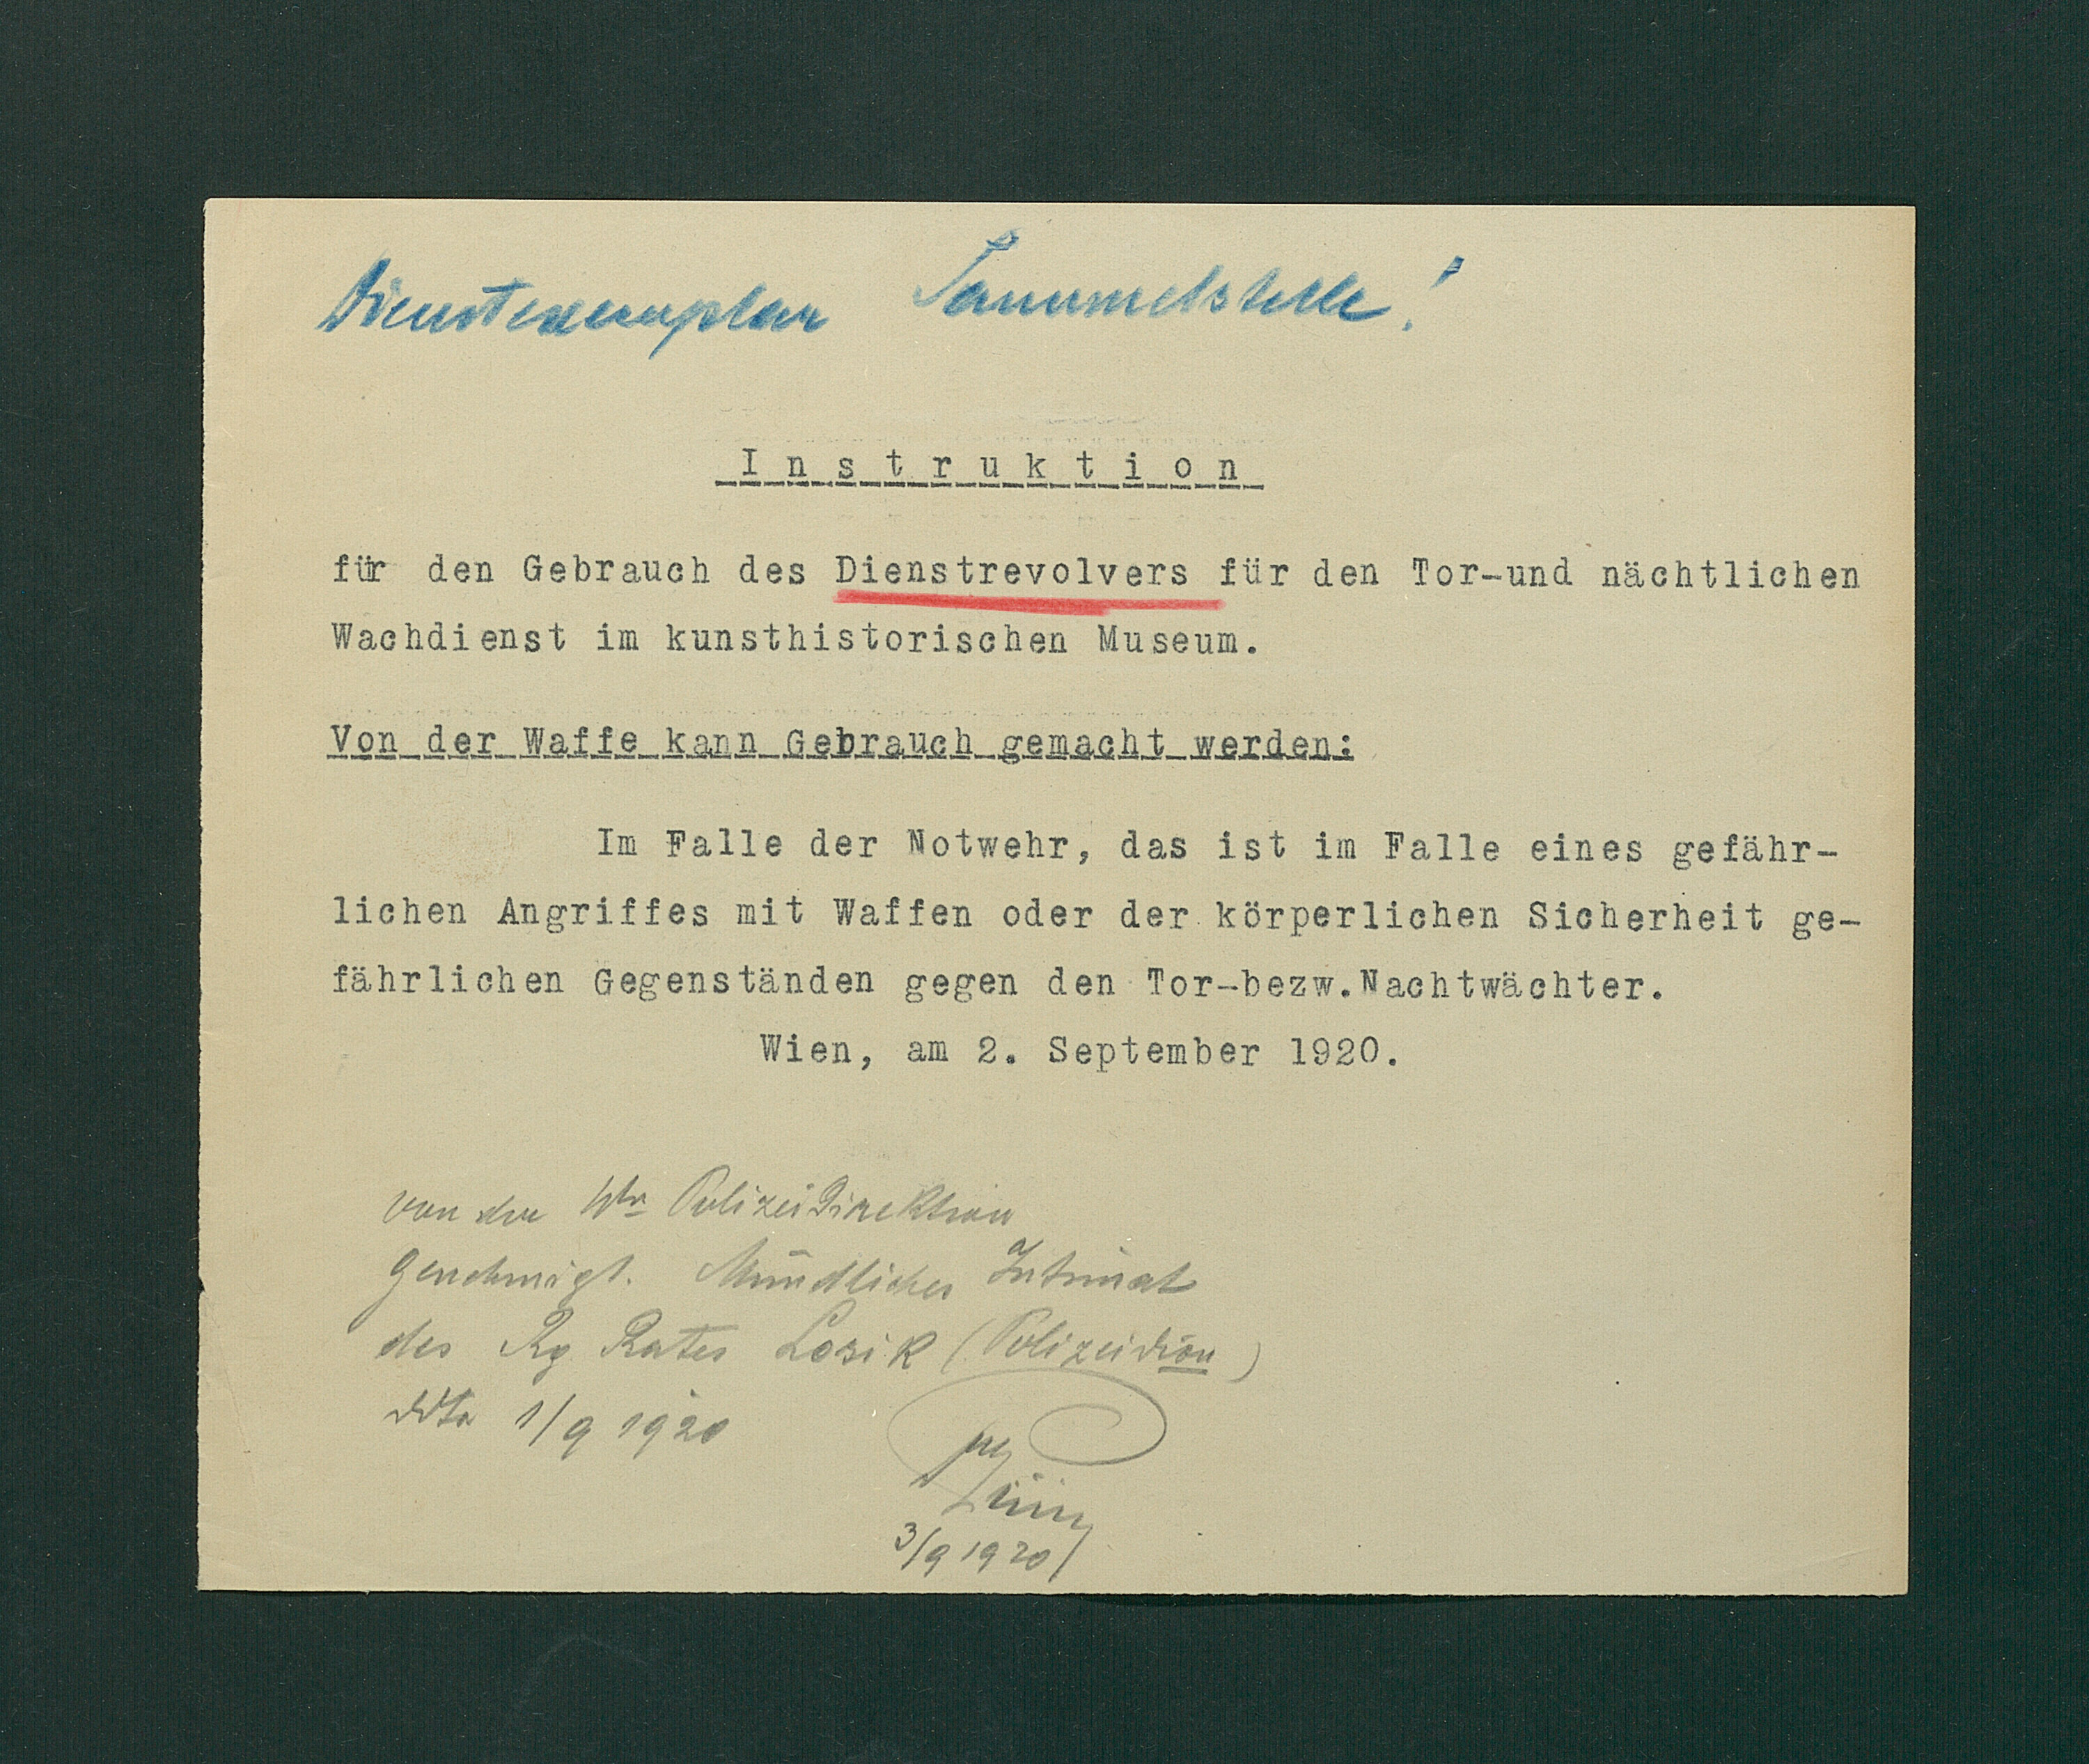 Dienstexemplar Sammelstelle!
Instruktion
für den Gebrauch des Dienstrevolvers für den Tor-und nächtlichen
Wachdienst im kunsthistorischen Museum.
Von der Waffe kann Gebrauch gemacht werden:
Im Falle der Notwehr, das ist im Falle eines gefähr-
lichen Angriffes mit Waffen oder der körperlichen Sicherheit ge-
fährlichen Gegenständen gegen den Tor-bezw.Nachtwächter.
Wien, am 2. September 1920.
von der Wr Polizeidirektion
genehmigt. Mündliches Intimat
des Rg Rates Losik (Polizeidion)
ddto 1/9 1920
3/9 1920